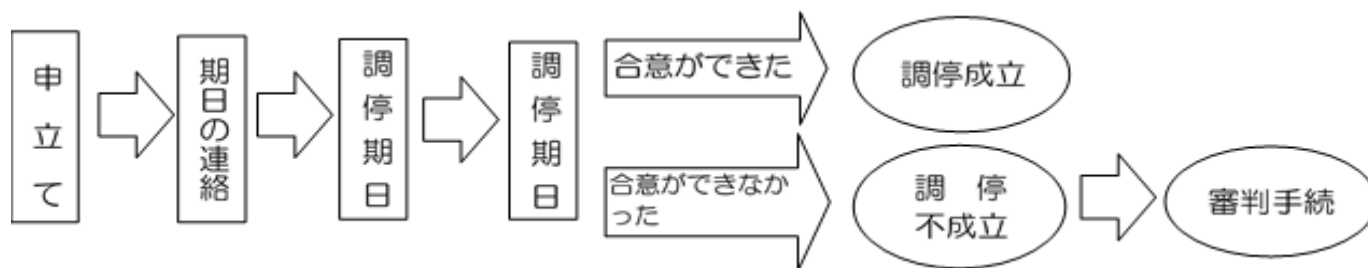 申立て
期日の連絡
調停期日
調停期日
合意ができた
調停成立
合意ができなか
った
調　停
不成立
審判手続